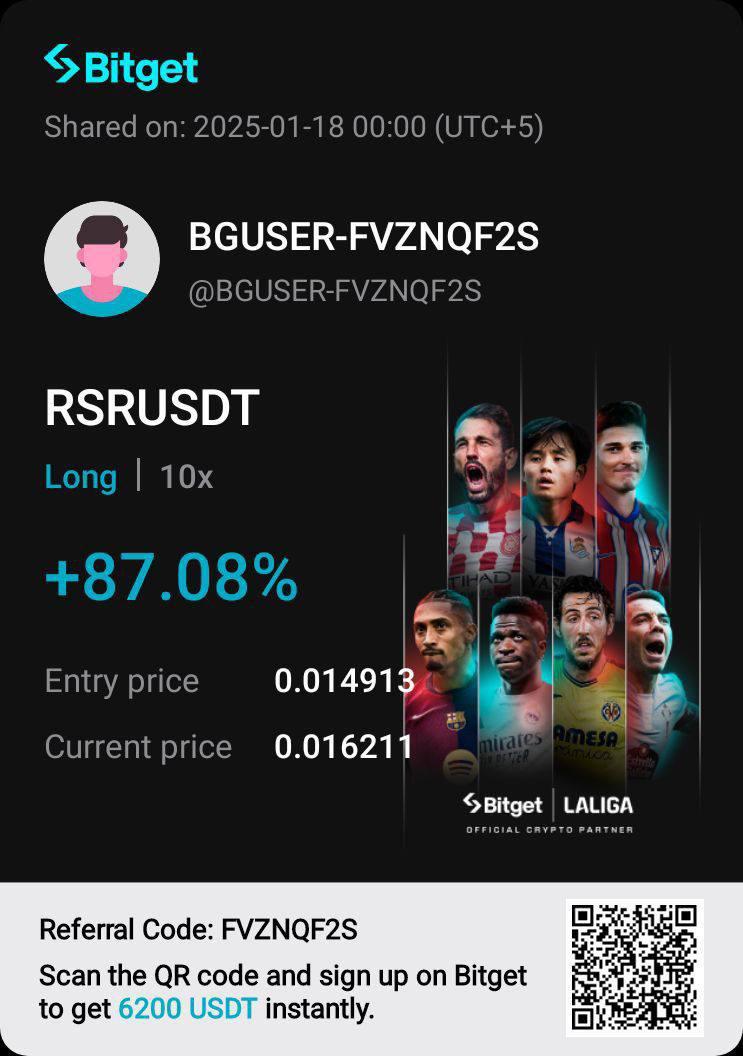 Bitget
Shared on: 2025-01-18 00:00 (UTC+5)
BGUSER-FVZNQF2S
@BGUSER-FVZNQF2S
RSRUSDT
Long | 10x
+87.08%
Entry price 0.014913
Current price 0.016211
Bitget | LALIGA
OFFICIAL CRYPTO PARTNER
Referral Code: FVZNQF2S
Scan the QR code and sign up on Bitget
to get 6200 USDT instantly.